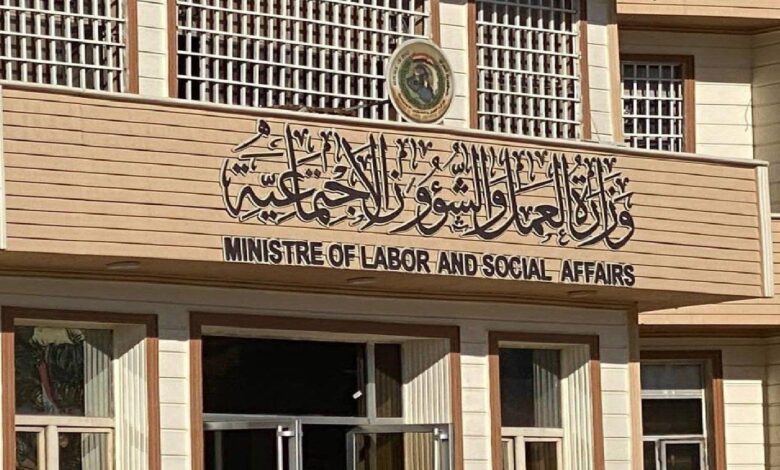 وزارة العمل والشؤون الاجتماعية
MINISTRE OF LABOR AND SOCIAL AFFAIRS